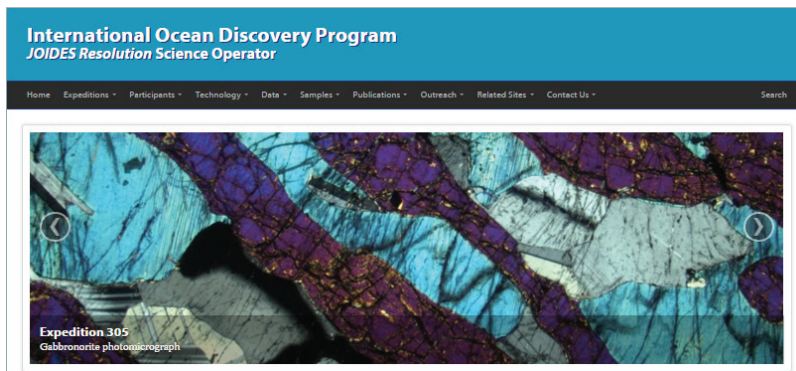 International Ocean Discovery Program
JOIDES Resolution Science Operator
Home Expeditions Participants Technology Data Samples Publications Outreach Related Sites Contact Us Search
Expedition 305
Gabbronorite photomicrograph